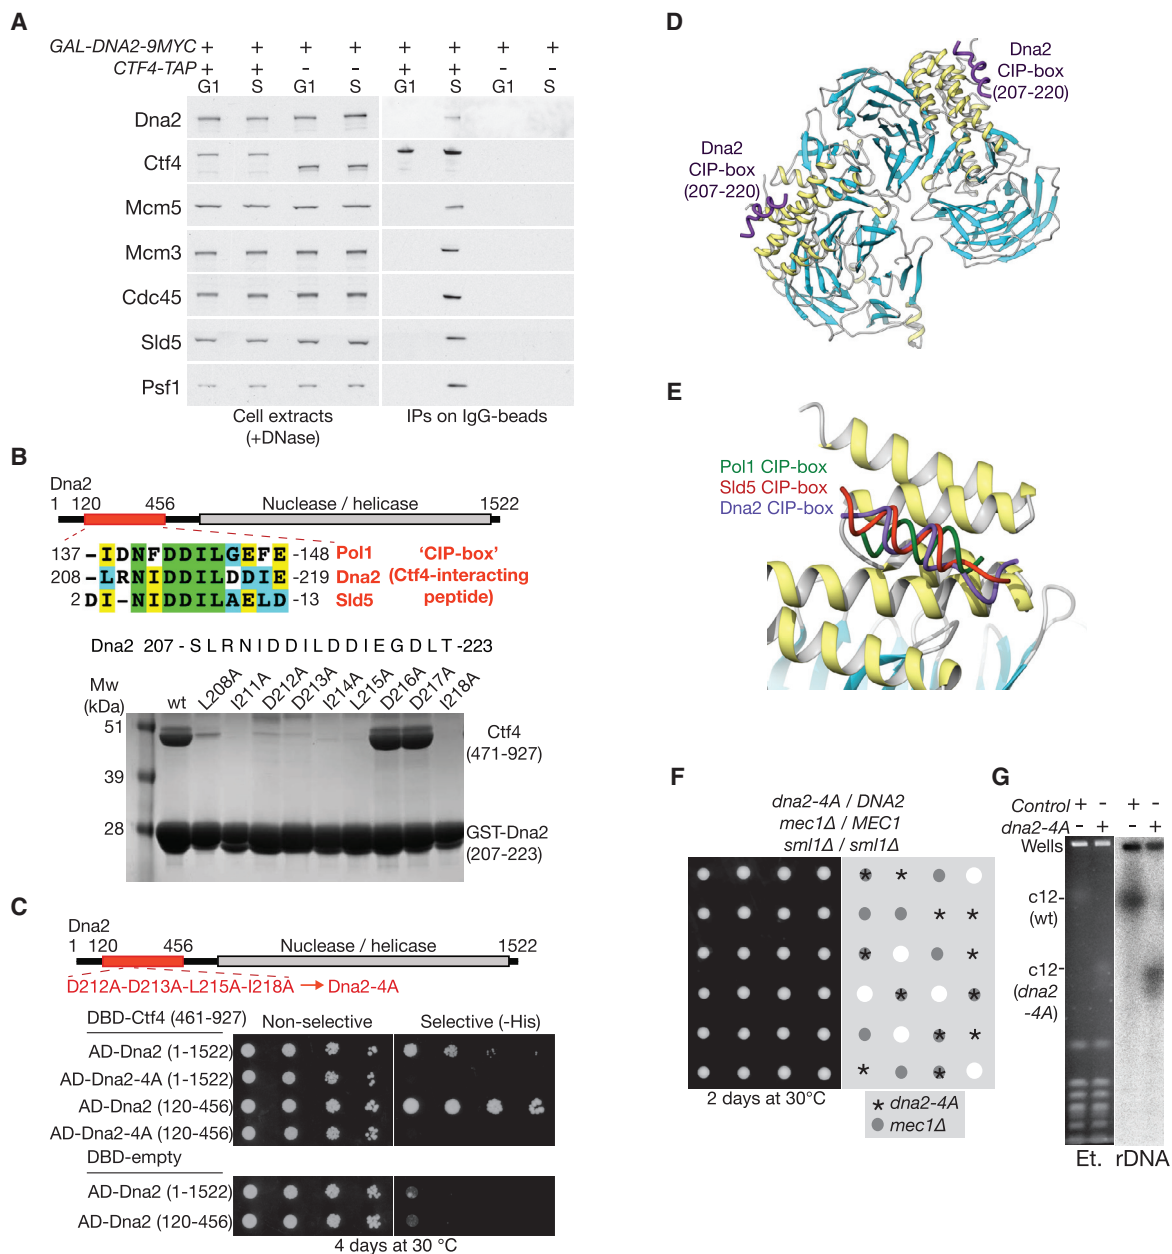 A
GAL-DNA2-9MYC + + + + + + + +
CTF4-TAP + + - - + + - -
G1 S G1 S G1 S G1 S
Dna2
Ctf4
Mcm5
Mcm3
Cdc45
Sld5
Psf1
Cell extracts
(+DNase)
IPs on IgG-beads
B
Dna2
1 120 456 Nuclease / helicase 1522
137 -IDNFDDILGEFE -148 Pol1 'CIP-box'
208 -LRNIDDILDDIE -219 Dna2 (Ctf4-interacting
2 DI-NIDDILAELD -13 Sld5 peptide)
Dna2 207 - S L R N I D D I L D D I E G D L T -223
Mw
(kDa)
wt L208A I211A D212A D213A I214A L215A D216A D217A I218A
51
39
28
Ctf4
(471-927)
GST-Dna2
(207-223)
C
Dna2
1 120 456 Nuclease / helicase 1522
D212A-D213A-L215A-I218A → Dna2-4A
DBD-Ctf4 (461-927) Non-selective Selective (-His)
AD-Dna2 (1-1522)
AD-Dna2-4A (1-1522)
AD-Dna2 (120-456)
AD-Dna2-4A (120-456)
DBD-empty
AD-Dna2 (1-1522)
AD-Dna2 (120-456)
4 days at 30 °C
D
Dna2
CIP-box
(207-220)
Dna2
CIP-box
(207-220)
E
Pol1 CIP-box
Sld5 CIP-box
Dna2 CIP-box
F
dna2-4A / DNA2
mec1Δ / MEC1
sml1Δ / sml1Δ
2 days at 30°C
* dna2-4A
mec1Δ
G
Control + - + -
dna2-4A - + - +
Wells
c12-
(wt)
c12-
(dna2
-4A)
Et. rDNA